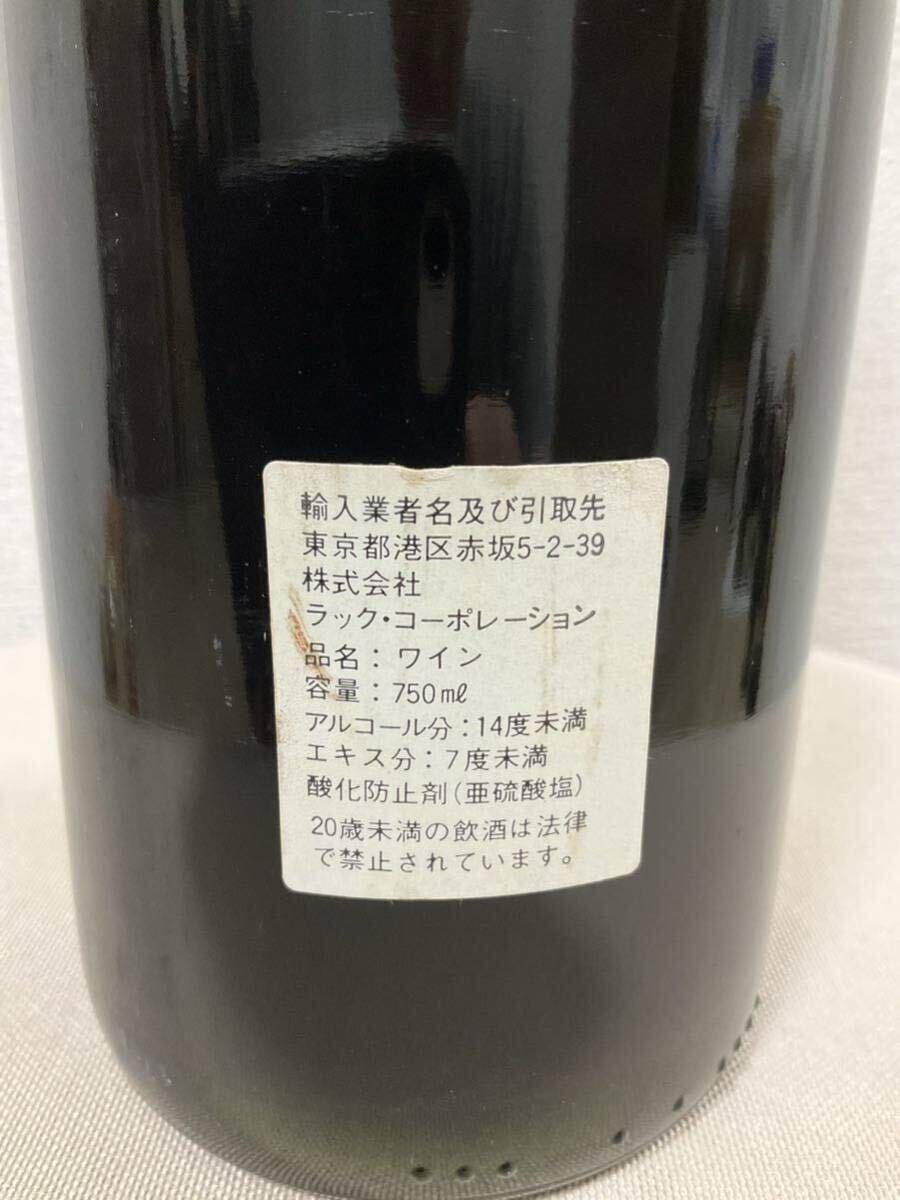 輸入業者名及び引取先
東京都港区赤坂5-2-39
株式会社
ラック・コーポレーション
品名：ワイン
容量：750mℓ
アルコール分：14度未満
エキス分：7度未満
酸化防止剤(亜硫酸塩)
20歳未満の飲酒は法律
で禁止されています。